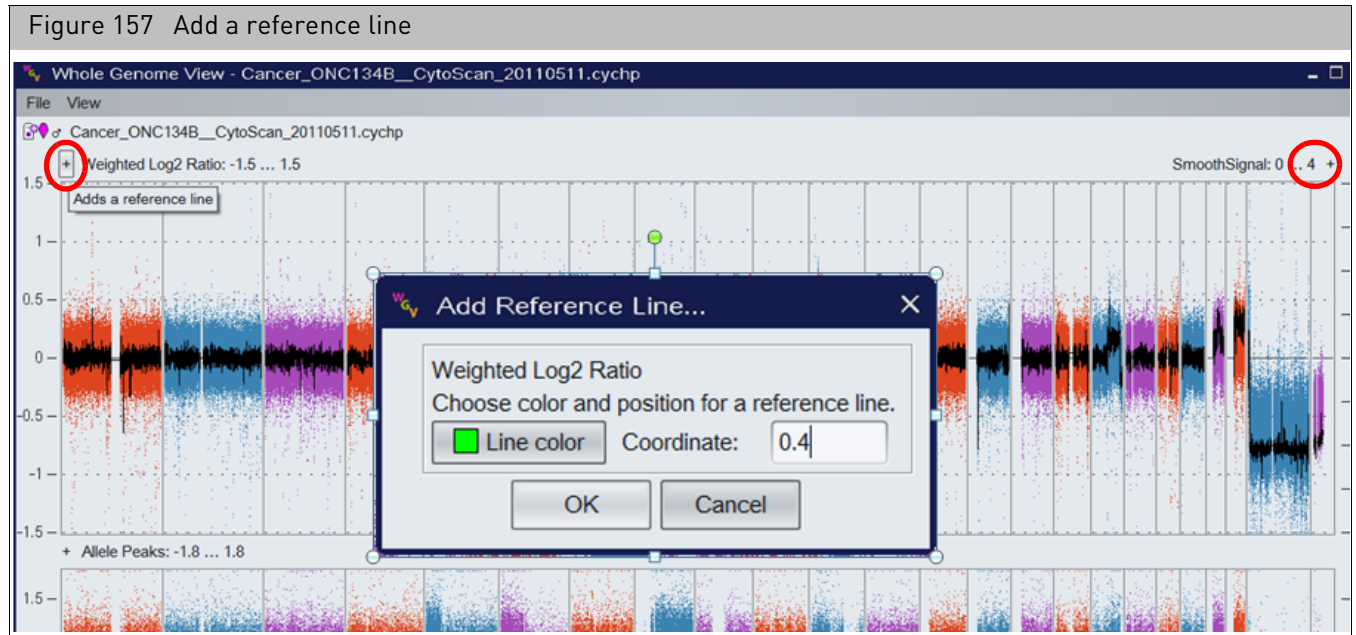 Figure 157 Add a reference line
WGV Whole Genome View - Cancer_ONC134B__CytoScan_20110511.cychp
File View
Cancer_ONC134B__CytoScan_20110511.cychp
+ Weighted Log2 Ratio: -1.5 ... 1.5
SmoothSignal: 0 ... 4 +
Adds a reference line
1.5
1
0.5
0
-0.5
-1
-1.5
WGV Add Reference Line...
Weighted Log2 Ratio
Choose color and position for a reference line.
Line color Coordinate: 0.4
OK Cancel
+ Allele Peaks: -1.8 ... 1.8
1.5